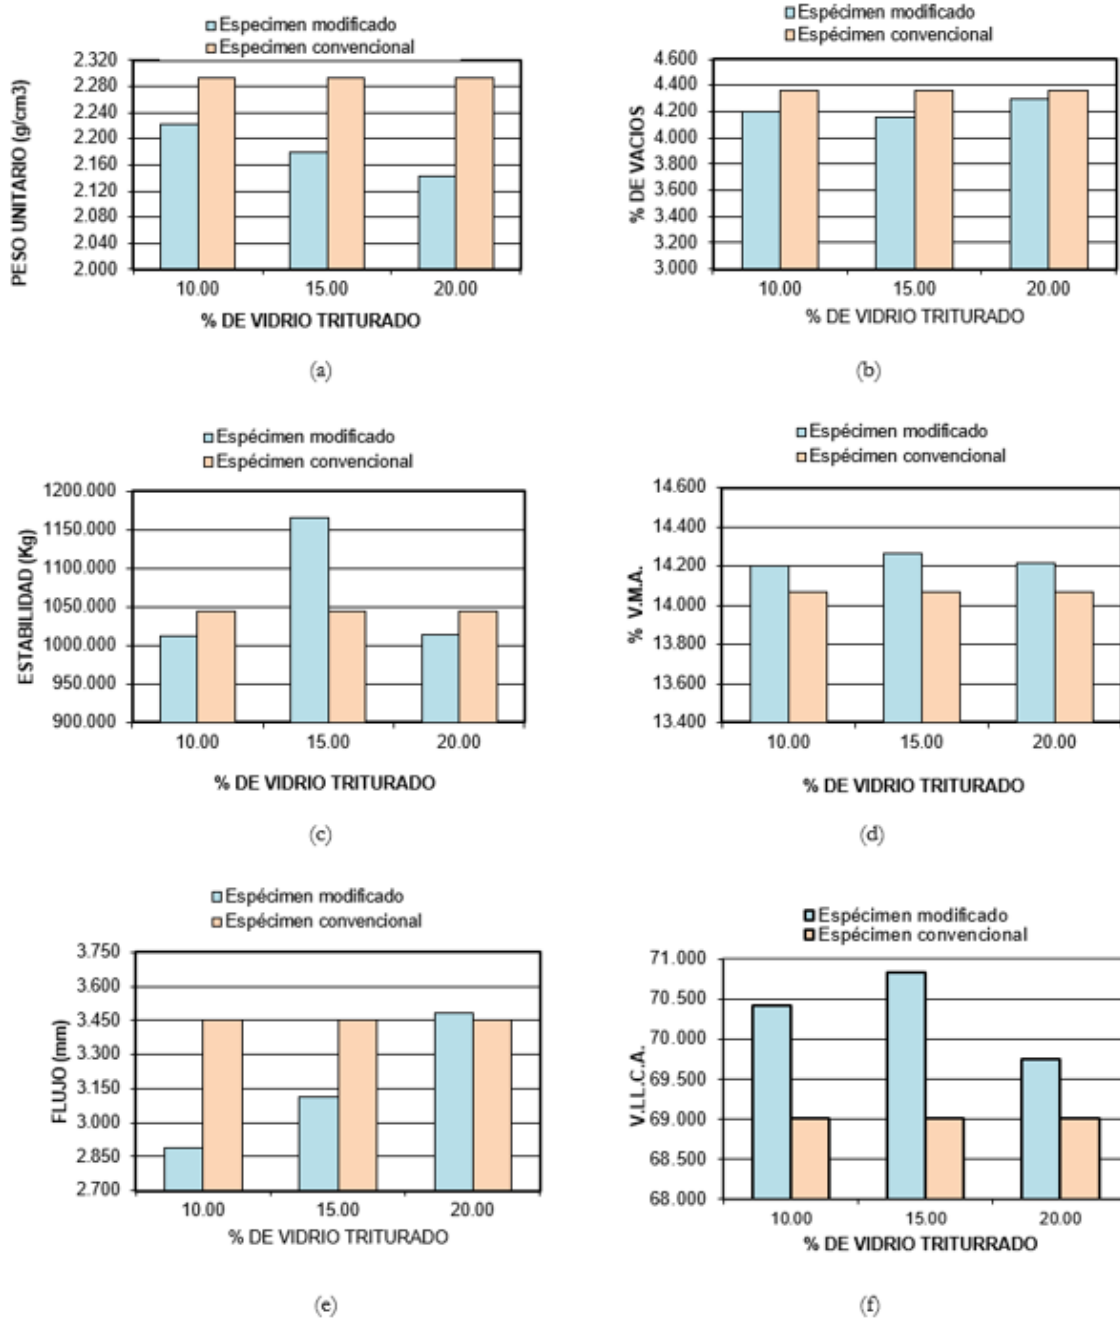 Espécimen modificado
Especimen convencional
PESO UNITARIO (g/cm3)
2.320
2.280
2.240
2.200
2.160
2.120
2.080
2.040
2.000
10.00 15.00 20.00
% DE VIDRIO TRITURADO
(a)
Espécimen modificado
Espécimen convencional
% DE VACIOS
4.600
4.400
4.200
4.000
3.800
3.600
3.400
3.200
3.000
10.00 15.00 20.00
% DE VIDRIO TRITURADO
(b)
Espécimen modificado
Espécimen convencional
ESTABILIDAD (Kg)
1200.000
1150.000
1100.000
1050.000
1000.000
950.000
900.000
10.00 15.00 20.00
% DE VIDRIO TRITURADO
(c)
Espécimen modificado
Espécimen convencional
% V.M.A.
14.600
14.400
14.200
14.000
13.800
13.600
13.400
10.00 15.00 20.00
% DE VIDRIO TRITURADO
(d)
Espécimen modificado
Espécimen convencional
FLUJO (mm)
3.750
3.600
3.450
3.300
3.150
3.000
2.850
2.700
10.00 15.00 20.00
% DE VIDRIO TRITURADO
(e)
Espécimen modificado
Espécimen convencional
V.LL.C.A.
71.000
70.500
70.000
69.500
69.000
68.500
68.000
10.00 15.00 20.00
% DE VIDRIO TRITURRADO
(f)